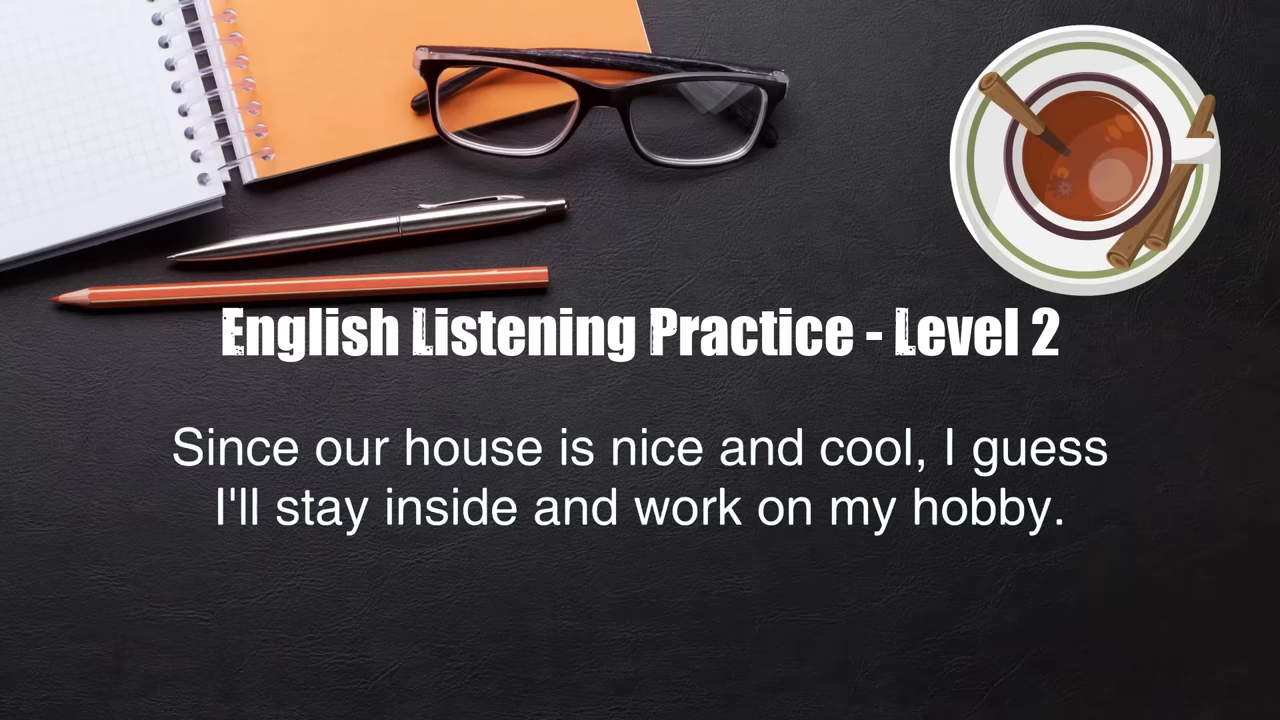 English Listening Practice - Level 2
Since our house is nice and cool, I guess
I'll stay inside and work on my hobby.